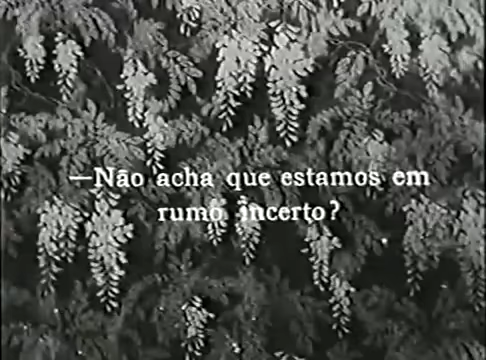 —Não acha que estamos em
rumo incerto?